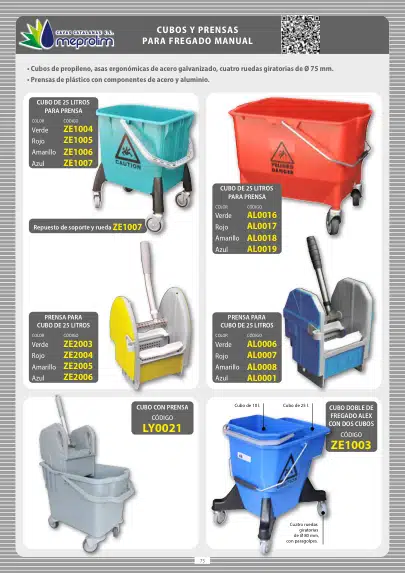 CAYAS CATALANAS S.L.
meprolim
CUBOS Y PRENSAS
PARA FREGADO MANUAL
• Cubos de propileno, asas ergonómicas de acero galvanizado, cuatro ruedas giratorias de Ø 75 mm.
• Prensas de plástico con componentes de acero y aluminio.
CUBO DE 25 LITROS
PARA PRENSA
COLOR CÓDIGO
Verde ZE1004
Rojo ZE1005
Amarillo ZE1006
Azul ZE1007
CAUTION
Repuesto de soporte y rueda ZE1007
PELIGRO
DANGER
CUBO DE 25 LITROS
PARA PRENSA
COLOR CÓDIGO
Verde AL0016
Rojo AL0017
Amarillo AL0018
Azul AL0019
PRENSA PARA
CUBO DE 25 LITROS
COLOR CÓDIGO
Verde ZE2003
Rojo ZE2004
Amarillo ZE2005
Azul ZE2006
PRENSA PARA
CUBO DE 25 LITROS
COLOR CÓDIGO
Verde AL0006
Rojo AL0007
Amarillo AL0008
Azul AL0001
CUBO CON PRENSA
CÓDIGO
LY0021
Cubo de 18 l.
Cubo de 25 l.
CUBO DOBLE DE
FREGADO ALEX
CON DOS CUBOS
CÓDIGO
ZE1003
Cuatro ruedas
giratorias
de Ø 80 mm.
con paragolpes.
75